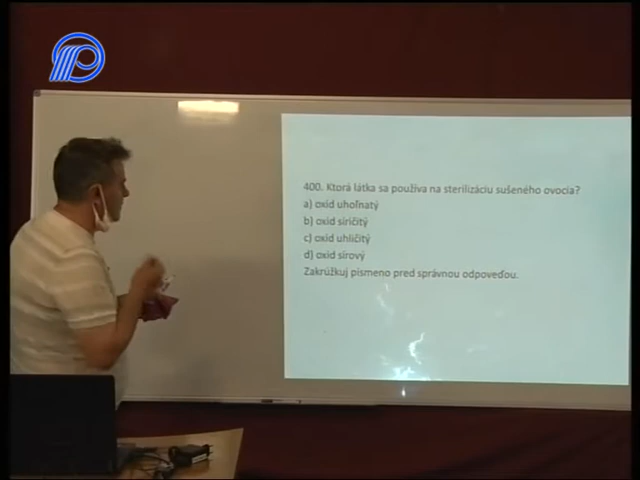 400. Ktorá látka sa používa na sterilizáciu sušeného ovocia?
a) oxid uhoľnatý
b) oxid siričitý
c) oxid uhličitý
d) oxid sírový
Zakrúžkuj písmeno pred správnou odpoveďou.